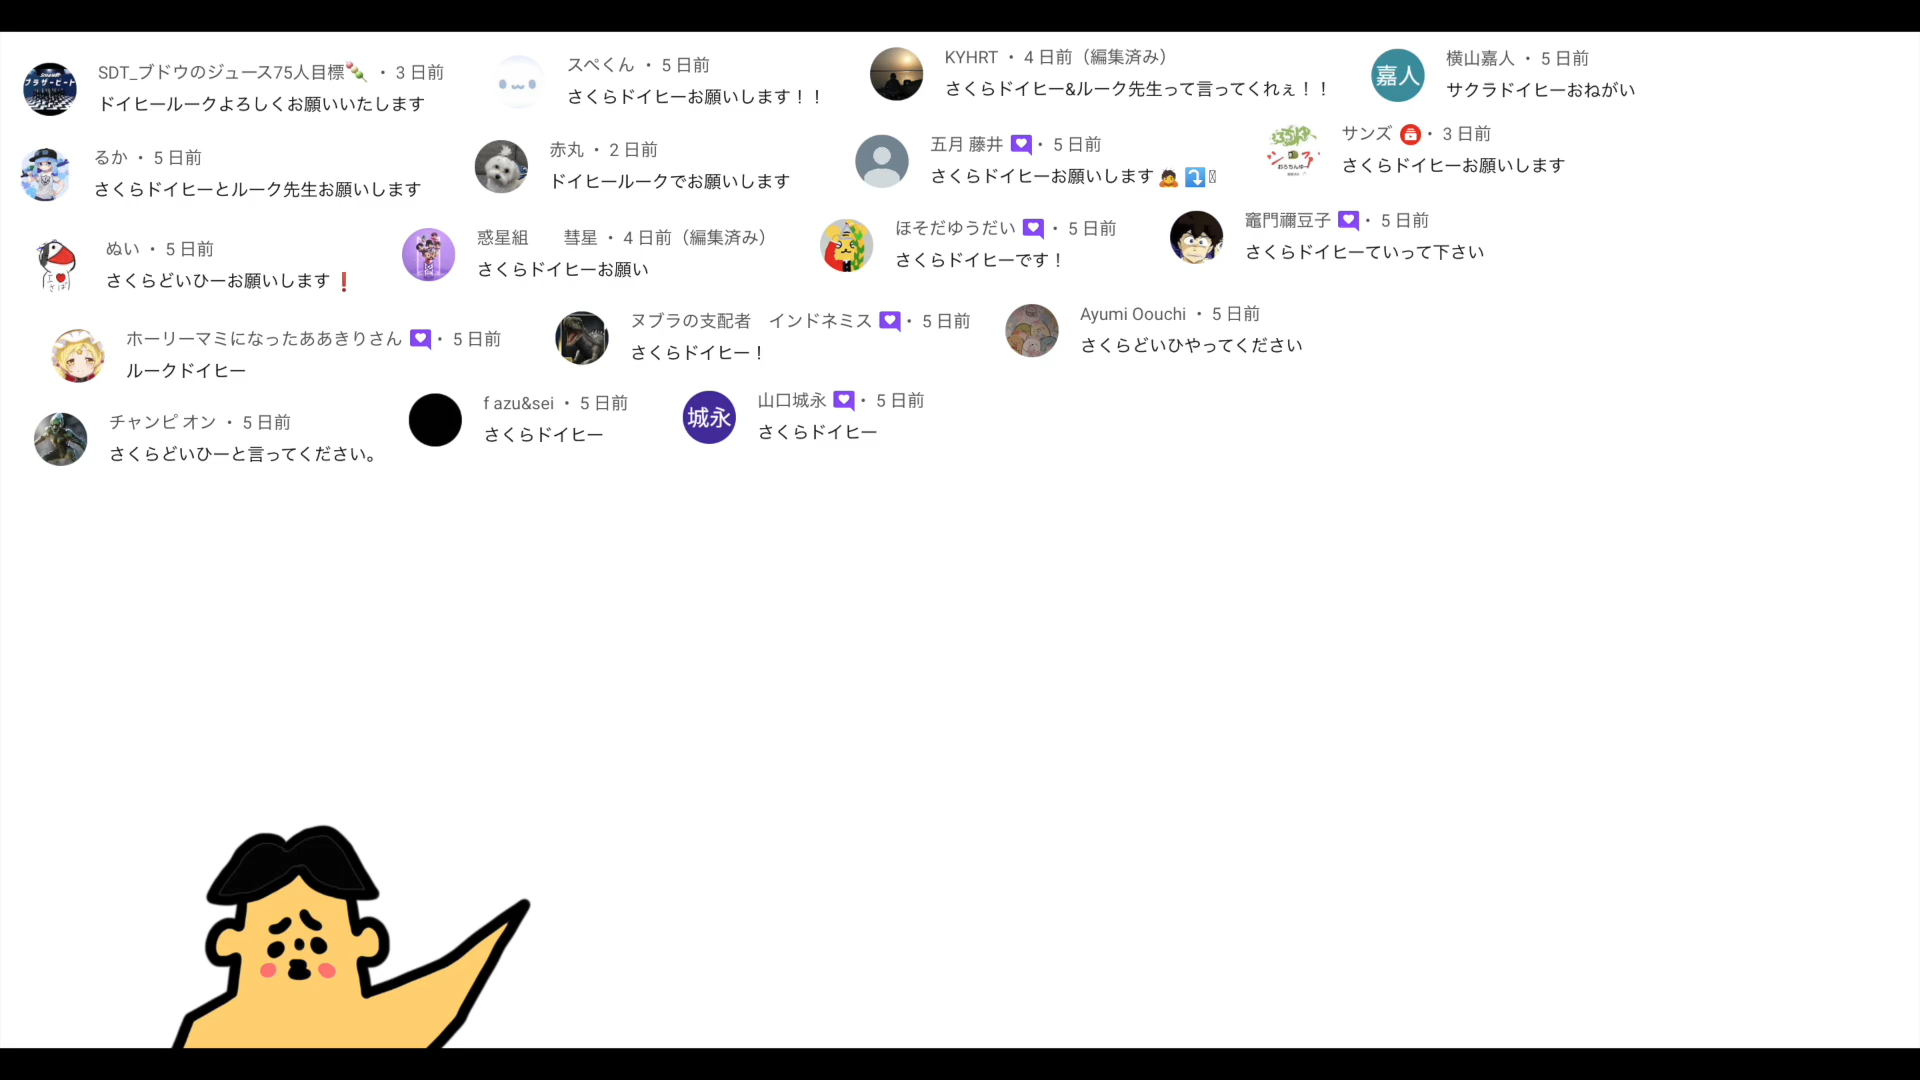 SDT_ブドウのジュース75人目標🍡 ・ 3 日前
ドイヒールークよろしくお願いいたします
スペくん ・ 5 日前
さくらドイヒーお願いします！！
KYHRT ・ 4 日前（編集済み）
さくらドイヒー&ルーク先生って言ってくれぇ！！
嘉人
横山嘉人 ・ 5 日前
サクラドイヒーおねがい
るか ・ 5 日前
さくらドイヒーとルーク先生お願いします
赤丸 ・ 2 日前
ドイヒールークでお願いします
五月 藤井 ・ 5 日前
さくらドイヒーお願いします🙇⤵️
サンズ ・ 3 日前
さくらドイヒーお願いします
ぬい ・ 5 日前
さくらどいひーお願いします❗
惑星組　　彗星 ・ 4 日前（編集済み）
さくらドイヒーお願い
ほそだゆうだい ・ 5 日前
さくらドイヒーです！
竈門禰豆子 ・ 5 日前
さくらドイヒーていって下さい
ホーリーマミになったああきりさん ・ 5 日前
ルークドイヒー
ヌブラの支配者　インドネミス ・ 5 日前
さくらドイヒー！
Ayumi Oouchi ・ 5 日前
さくらどいひやってください
チャンピ オン ・ 5 日前
さくらどいひーと言ってください。
f azu&sei ・ 5 日前
さくらドイヒー
城永
山口城永 ・ 5 日前
さくらドイヒー